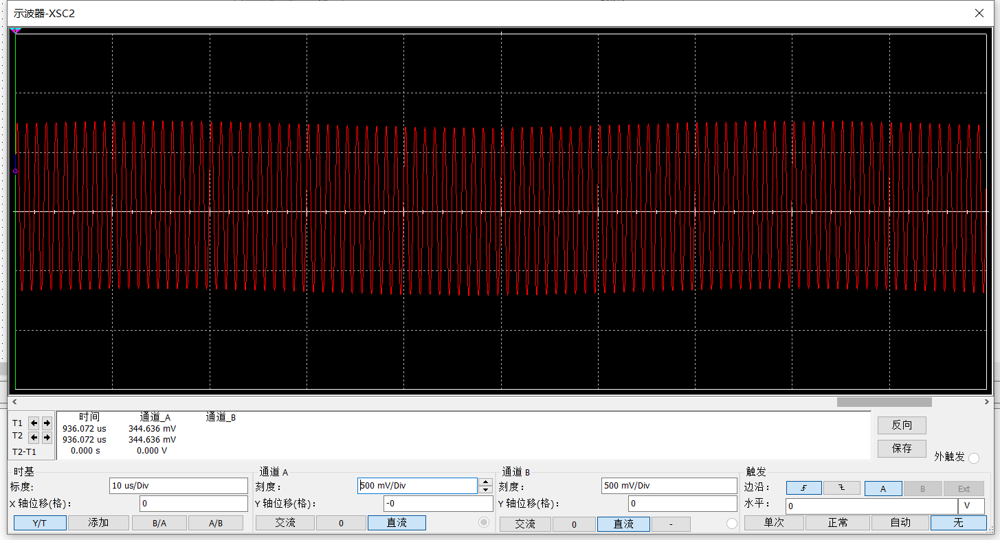 示波器-XSC2
时间 通道_A 通道_B
T1 936.072 us 344.636 mV
T2 936.072 us 344.636 mV
T2-T1 0.000 s 0.000 V
反向
保存
外触发
时基
标度: 10 us/Div
X 轴位移(格): 0
Y/T 添加 B/A A/B
通道 A
刻度: 500 mV/Div
Y 轴位移(格): -0
交流 0 直流
通道 B
刻度: 500 mV/Div
Y 轴位移(格): 0
交流 0 直流 -
触发
边沿: A B Ext
水平: 0 V
单次 正常 自动 无